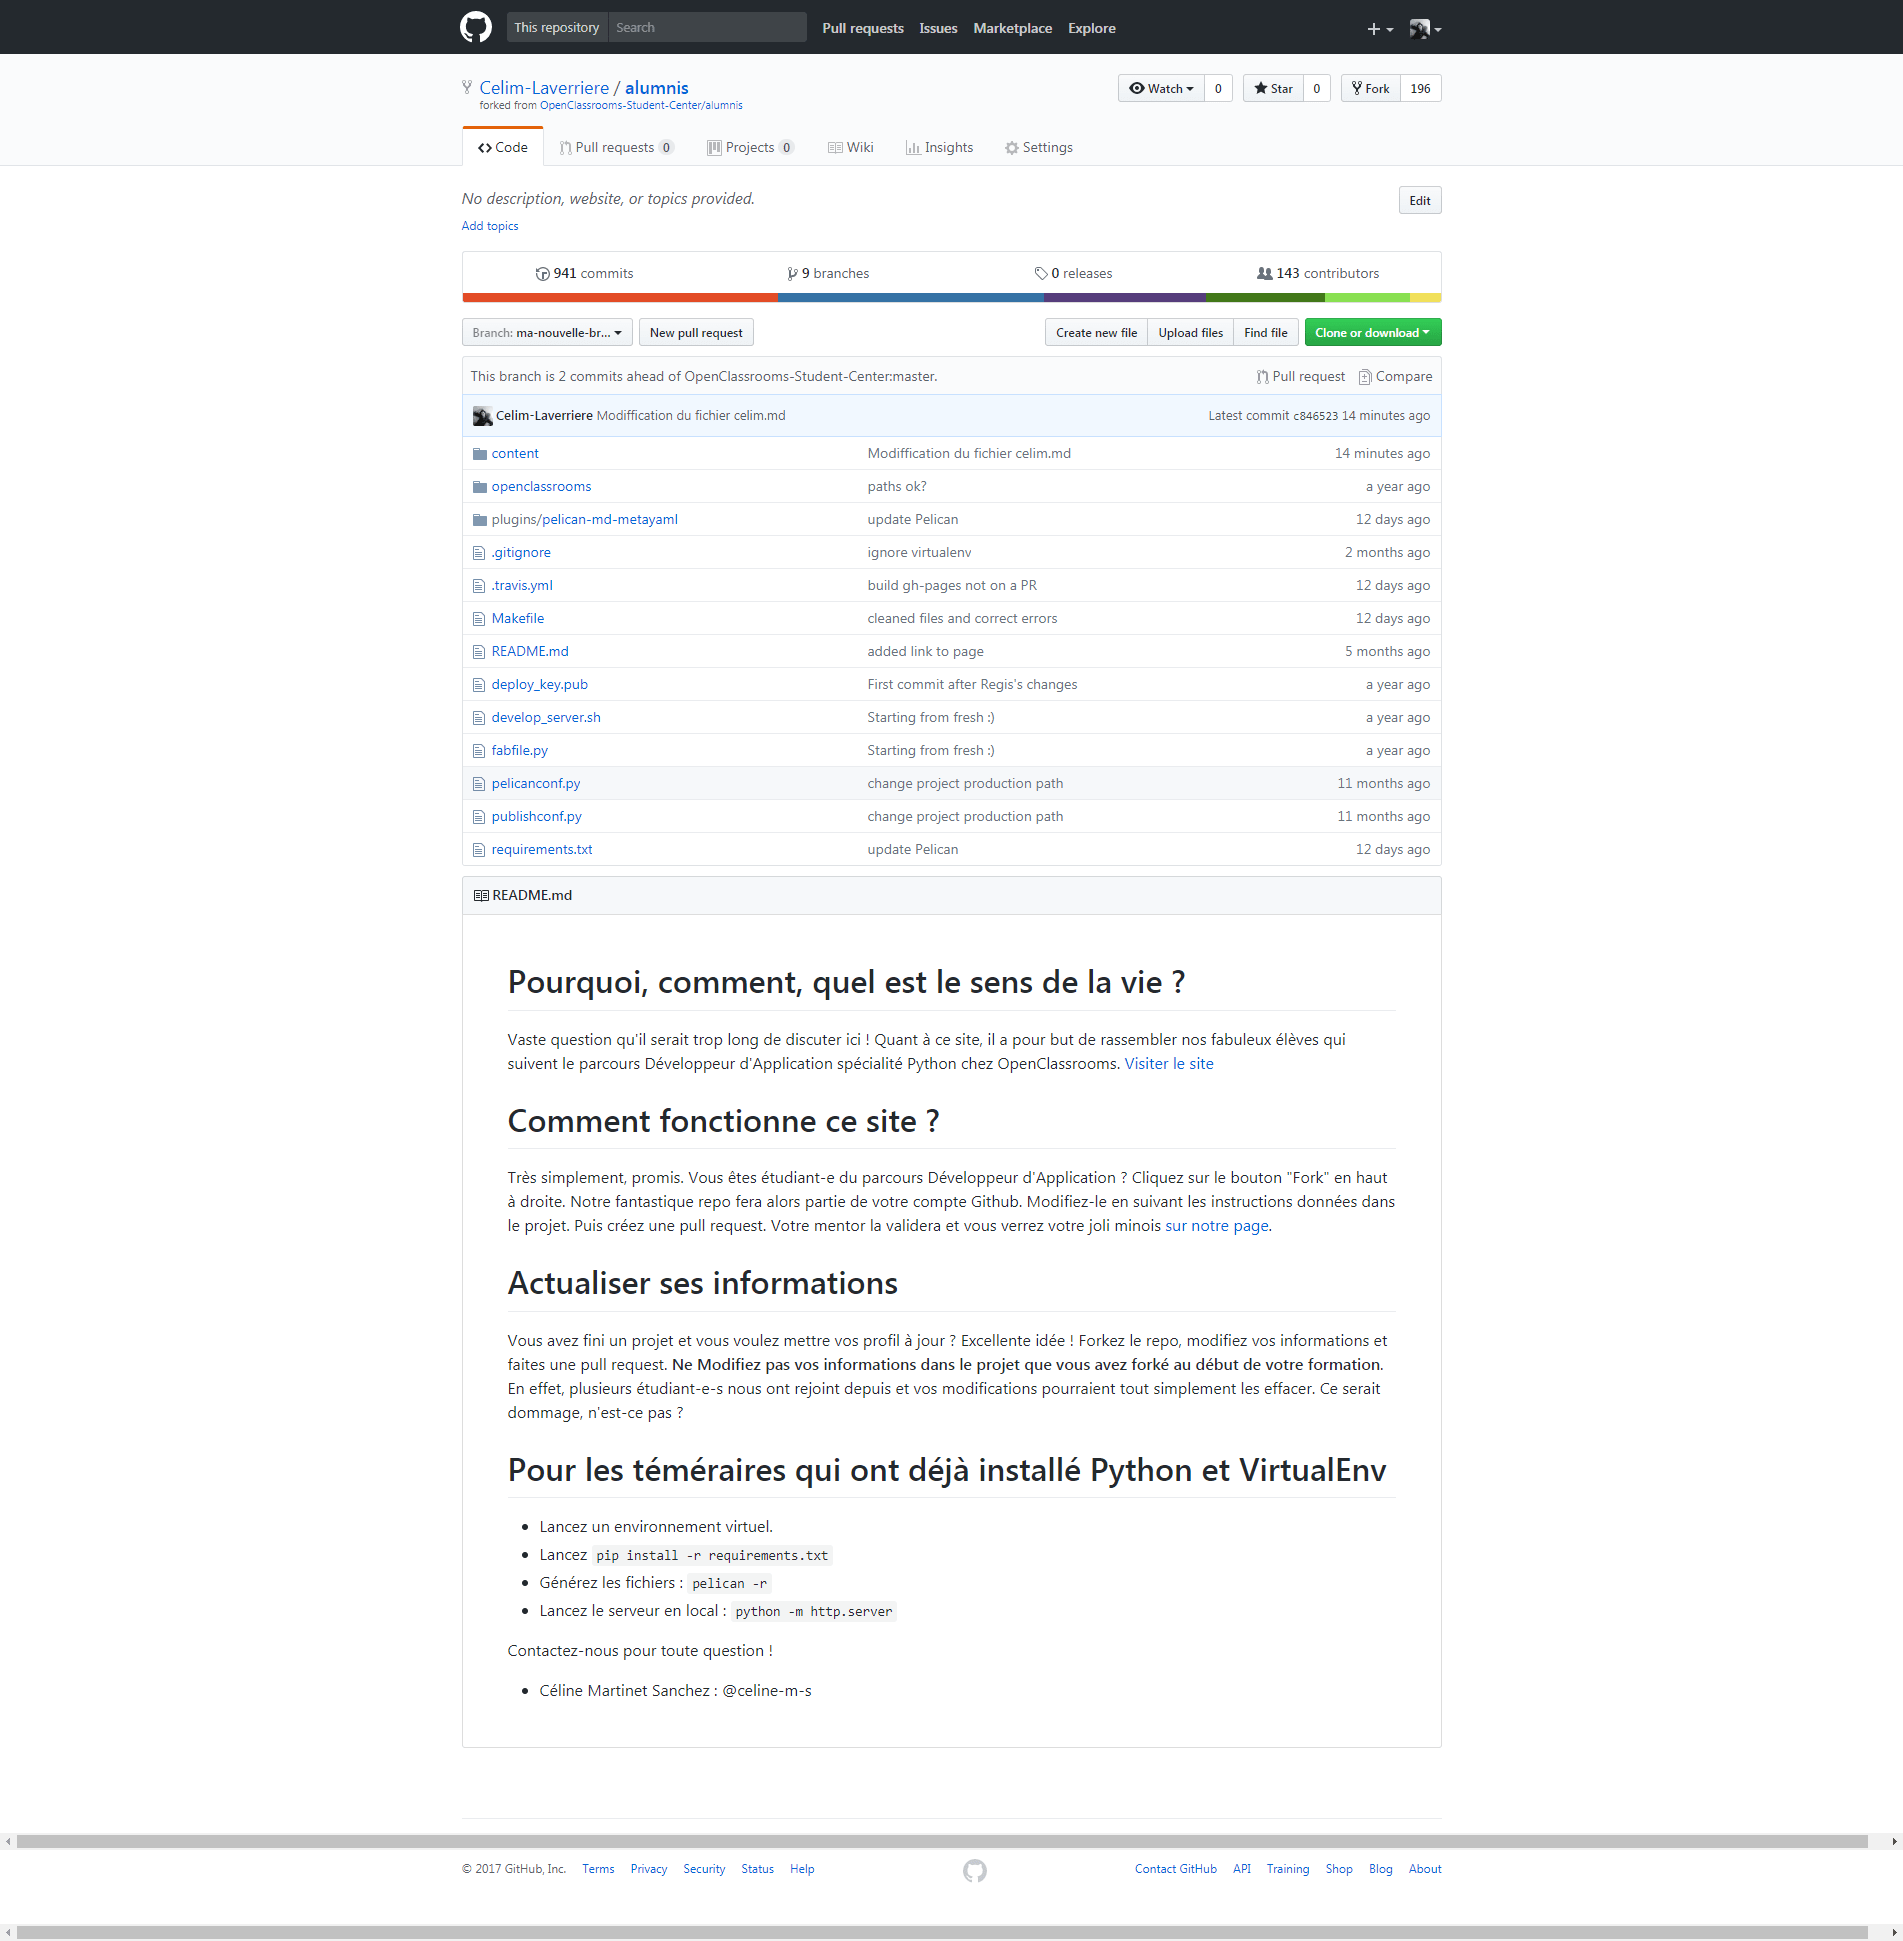 This repository Search Pull requests Issues Marketplace Explore
Celim-Laverriere / alumnis
Watch 0 Star 0 Fork 196
forked from OpenClassrooms-Student-Center/alumnis
Code Pull requests 0 Projects 0 Wiki Insights Settings
No description, website, or topics provided.
Edit
Add topics
941 commits 9 branches 0 releases 143 contributors
Branch: ma-nouvelle-br... New pull request Create new file Upload files Find file Clone or download
This branch is 2 commits ahead of OpenClassrooms-Student-Center:master. Pull request Compare
Celim-Laverriere Modiffication du fichier celim.md Latest commit c846523 14 minutes ago
content Modiffication du fichier celim.md 14 minutes ago
openclassrooms paths ok? a year ago
plugins/pelican-md-metayaml update Pelican 12 days ago
.gitignore ignore virtualenv 2 months ago
.travis.yml build gh-pages not on a PR 12 days ago
Makefile cleaned files and correct errors 12 days ago
README.md added link to page 5 months ago
deploy_key.pub First commit after Regis's changes a year ago
develop_server.sh Starting from fresh :) a year ago
fabfile.py Starting from fresh :) a year ago
pelicanconf.py change project production path 11 months ago
publishconf.py change project production path 11 months ago
requirements.txt update Pelican 12 days ago
README.md
Pourquoi, comment, quel est le sens de la vie ?
Vaste question qu'il serait trop long de discuter ici ! Quant à ce site, il a pour but de rassembler nos fabuleux élèves qui
suivent le parcours Développeur d'Application spécialité Python chez OpenClassrooms. Visiter le site
Comment fonctionne ce site ?
Très simplement, promis. Vous êtes étudiant-e du parcours Développeur d'Application ? Cliquez sur le bouton "Fork" en haut
à droite. Notre fantastique repo fera alors partie de votre compte Github. Modifiez-le en suivant les instructions données dans
le projet. Puis créez une pull request. Votre mentor la validera et vous verrez votre joli minois sur notre page.
Actualiser ses informations
Vous avez fini un projet et vous voulez mettre vos profil à jour ? Excellente idée ! Forkez le repo, modifiez vos informations et
faites une pull request. Ne Modifiez pas vos informations dans le projet que vous avez forké au début de votre formation.
En effet, plusieurs étudiant-e-s nous ont rejoint depuis et vos modifications pourraient tout simplement les effacer. Ce serait
dommage, n'est-ce pas ?
Pour les téméraires qui ont déjà installé Python et VirtualEnv
• Lancez un environnement virtuel.
• Lancez pip install -r requirements.txt
• Générez les fichiers : pelican -r
• Lancez le serveur en local : python -m http.server
Contactez-nous pour toute question !
• Céline Martinet Sanchez : @celine-m-s
© 2017 GitHub, Inc. Terms Privacy Security Status Help Contact GitHub API Training Shop Blog About